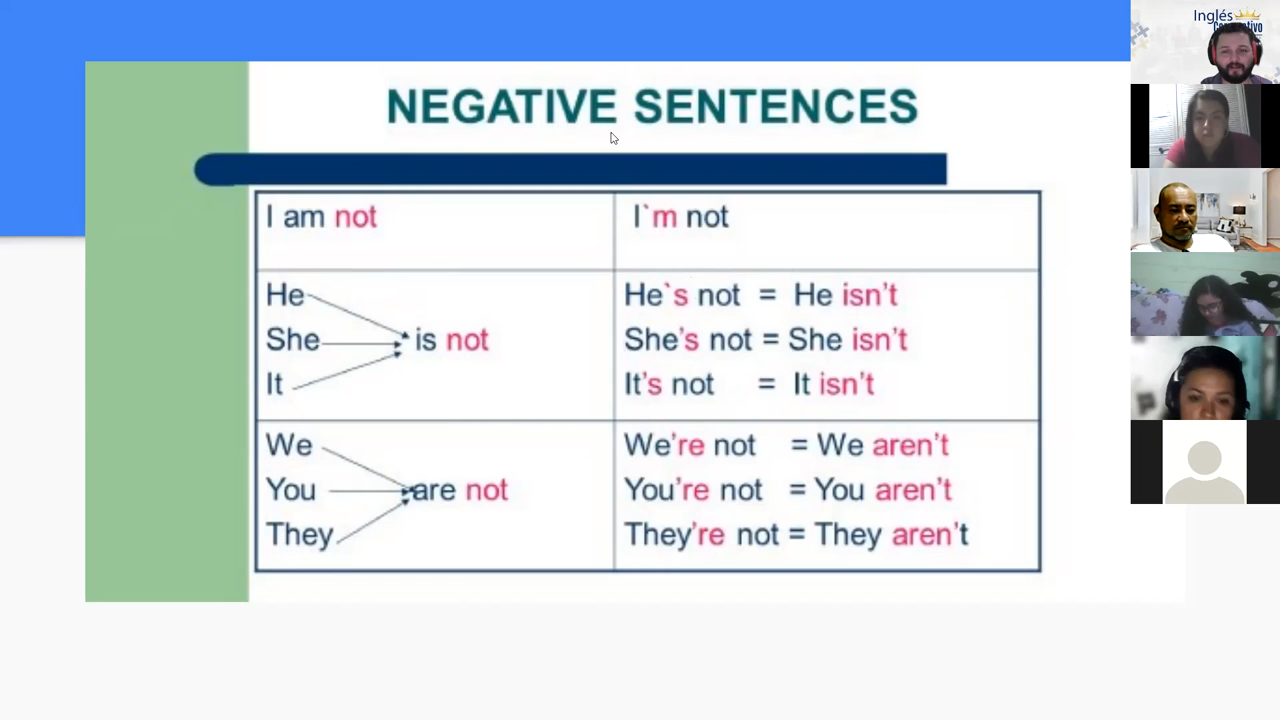 NEGATIVE SENTENCES
I am not
I`m not
He
She
It
is not
He`s not = He isn't
She's not = She isn't
It's not = It isn't
We
You
They
are not
We're not = We aren't
You're not = You aren't
They're not = They aren't
Inglés